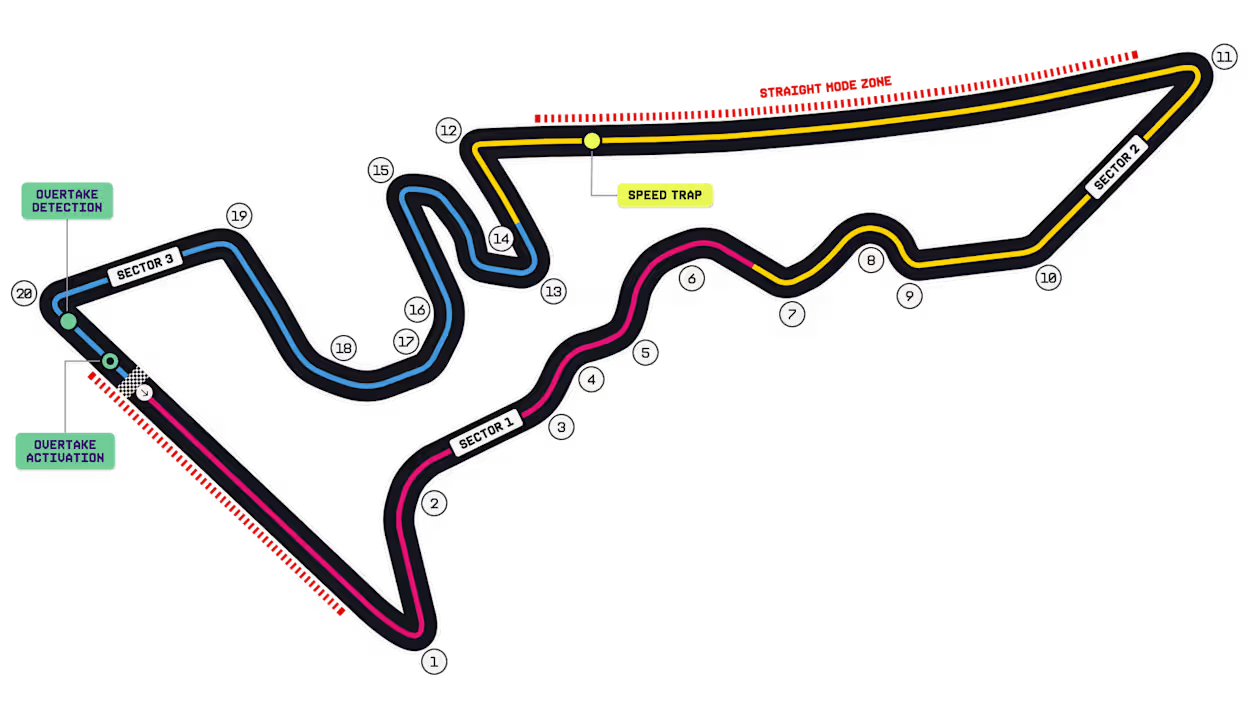 11
STRAIGHT MODE ZONE
12
15
SECTOR 2
OVERTAKE
DETECTION
SPEED TRAP
19
14
SECTOR 3
8
20
6
10
13
9
16
7
17
18
5
4
3
SECTOR 1
OVERTAKE
ACTIVATION
2
1